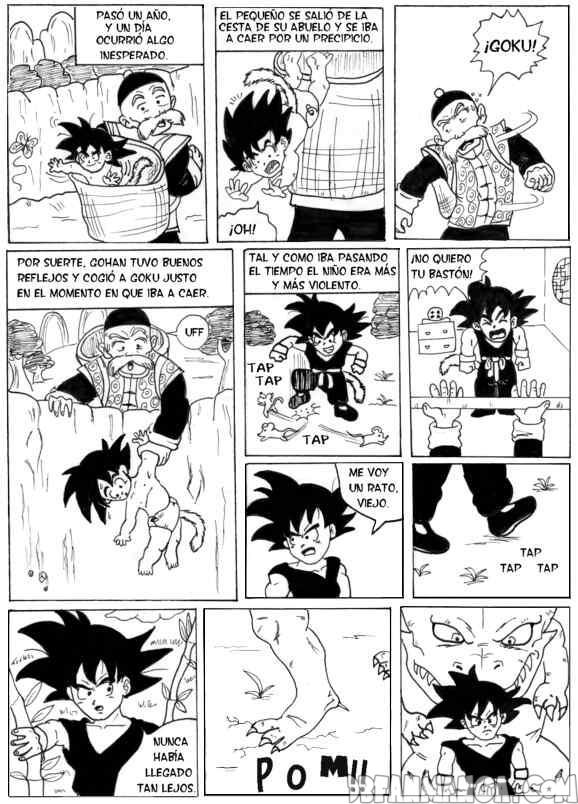 PASÓ UN AÑO,
Y UN DÍA
OCURRIÓ ALGO
INESPERADO.
EL PEQUEÑO SE SALIÓ DE LA
CESTA DE SU ABUELO Y SE IBA
A CAER POR UN PRECIPICIO.
¡OH!
¡GOKU!
POR SUERTE, GOHAN TUVO BUENOS
REFLEJOS Y COGIÓ A GOKU JUSTO
EN EL MOMENTO EN QUE IBA A CAER.
UFF
TAL Y COMO IBA PASANDO
EL TIEMPO EL NIÑO ERA MÁS
Y MÁS VIOLENTO.
TAP
TAP
TAP
¡NO QUIERO
TU BASTÓN!
ME VOY
UN RATO,
VIEJO.
TAP
TAP TAP
NUNCA
HABÍA
LLEGADO
TAN LEJOS.
POM!!
DBFANMANGA.COM